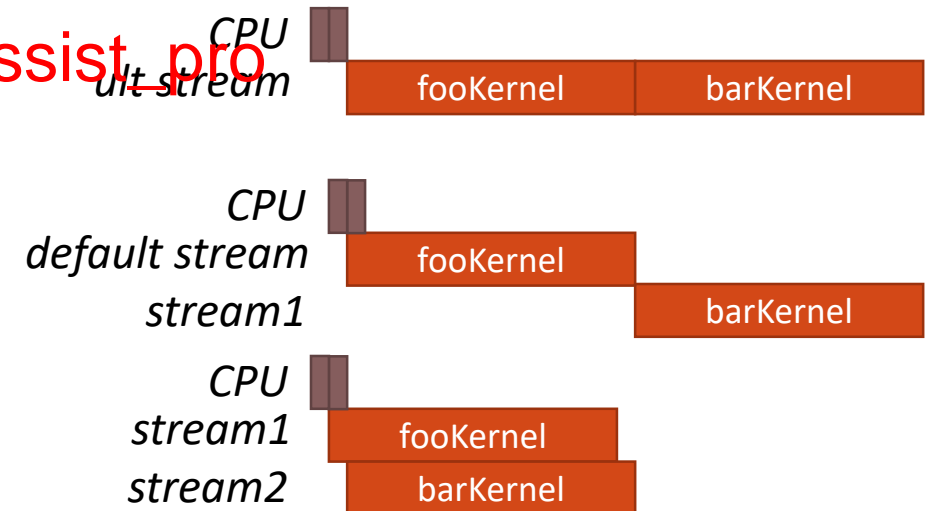 CPU
ssist_pro
ult stream
fooKernel barKernel
CPU
default stream
fooKernel
stream1
barKernel
CPU
stream1
fooKernel
stream2
barKernel